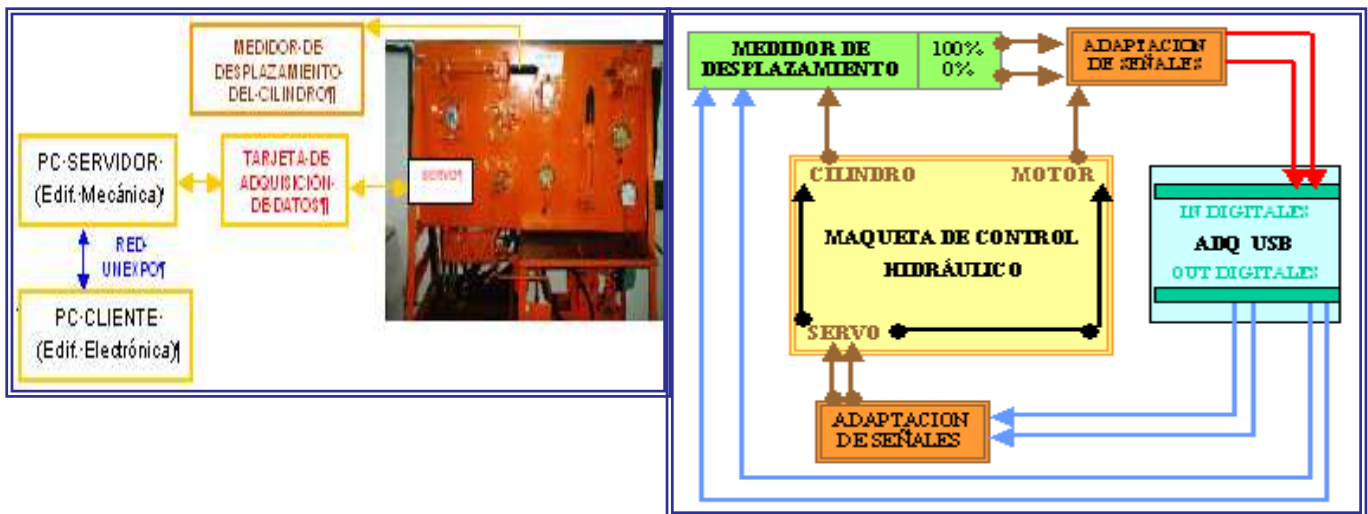 MEDIDOR DE·
DESPLAZAMIENTO·
DEL·CILINDRO¶
PC·SERVIDOR·
(Edif.·Mecánica)
TARJETA·DE·
ADQUISICIÓN·
DE·DATOS¶
SERVO¶
RED·
UNEXPO¶
PC·CLIENTE·
(Edif.·Electrónica)¶
MEDIDOR DE
DESPLAZAMIENTO
100%
0%
ADAPTACION
DE SEÑALES
CILINDRO
MOTOR
MAQUETA DE CONTROL
HIDRÁULICO
SERVO
IN DIGITALES
ADQ USB
OUT DIGITALES
ADAPTACION
DE SEÑALES